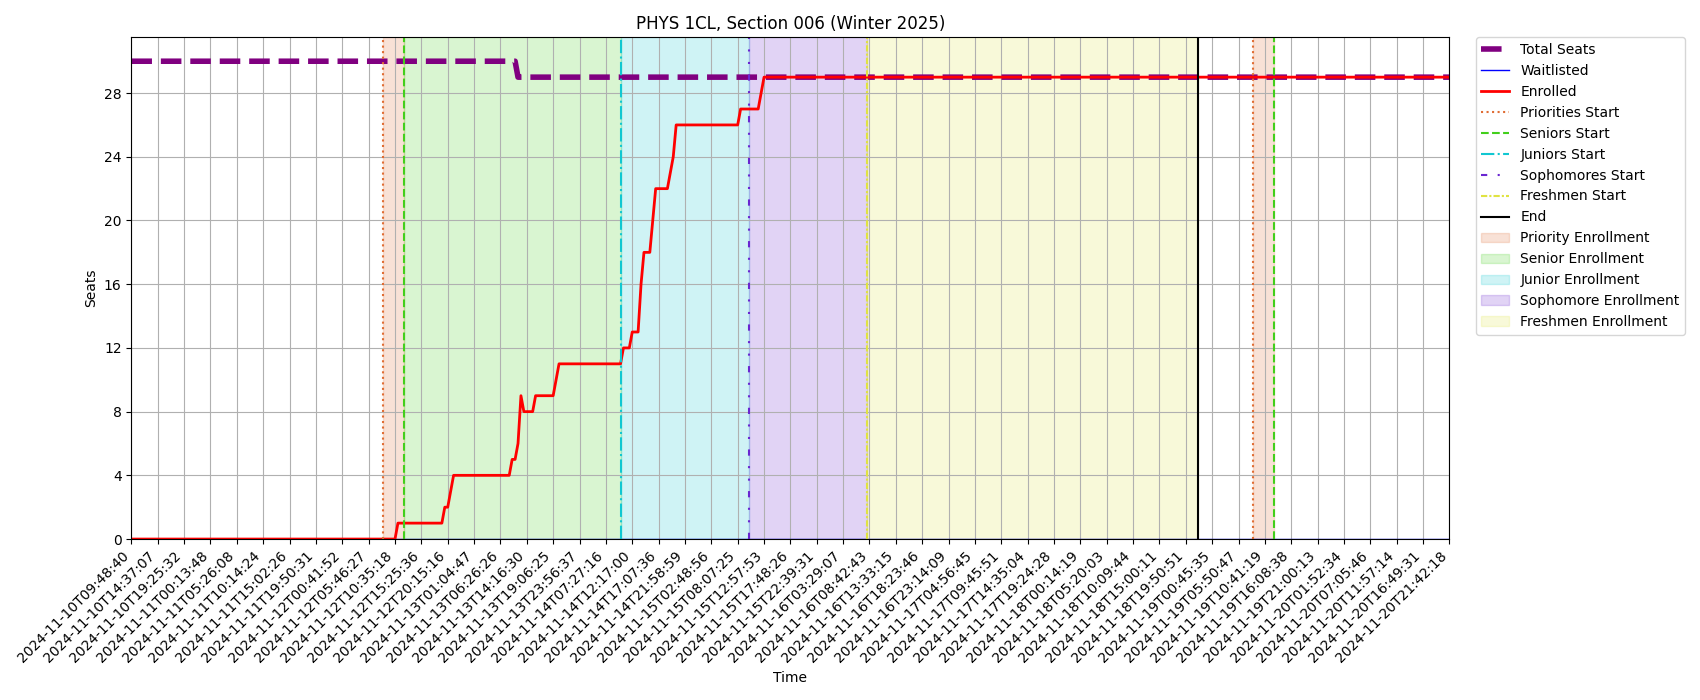 PHYS 1CL, Section 006 (Winter 2025)
Total Seats
Waitlisted
Enrolled
Priorities Start
Seniors Start
Juniors Start
Sophomores Start
Freshmen Start
End
Priority Enrollment
Senior Enrollment
Junior Enrollment
Sophomore Enrollment
Freshmen Enrollment
Seats
28
24
20
16
12
8
4
0
2024-11-10T09:48:40
2024-11-10T14:37:07
2024-11-10T19:25:32
2024-11-11T00:13:48
2024-11-11T05:26:08
2024-11-11T10:14:24
2024-11-11T15:02:26
2024-11-11T19:50:31
2024-11-12T00:41:52
2024-11-12T05:46:27
2024-11-12T10:35:18
2024-11-12T15:25:36
2024-11-12T20:15:16
2024-11-13T01:04:47
2024-11-13T06:26:26
2024-11-13T14:16:30
2024-11-13T19:06:25
2024-11-13T23:56:37
2024-11-14T07:27:16
2024-11-14T12:17:00
2024-11-14T17:07:36
2024-11-14T21:58:59
2024-11-15T02:48:56
2024-11-15T08:07:25
2024-11-15T12:57:53
2024-11-15T17:48:26
2024-11-15T22:39:31
2024-11-16T03:29:07
2024-11-16T08:42:43
2024-11-16T13:33:15
2024-11-16T18:23:46
2024-11-16T23:14:09
2024-11-17T04:56:45
2024-11-17T09:45:51
2024-11-17T14:35:04
2024-11-17T19:24:28
2024-11-18T00:14:19
2024-11-18T05:20:03
2024-11-18T10:09:44
2024-11-18T15:00:11
2024-11-18T19:50:51
2024-11-19T00:45:35
2024-11-19T05:50:47
2024-11-19T10:41:19
2024-11-19T16:08:38
2024-11-19T21:00:13
2024-11-20T01:52:34
2024-11-20T07:05:46
2024-11-20T11:57:14
2024-11-20T16:49:31
2024-11-20T21:42:18
Time